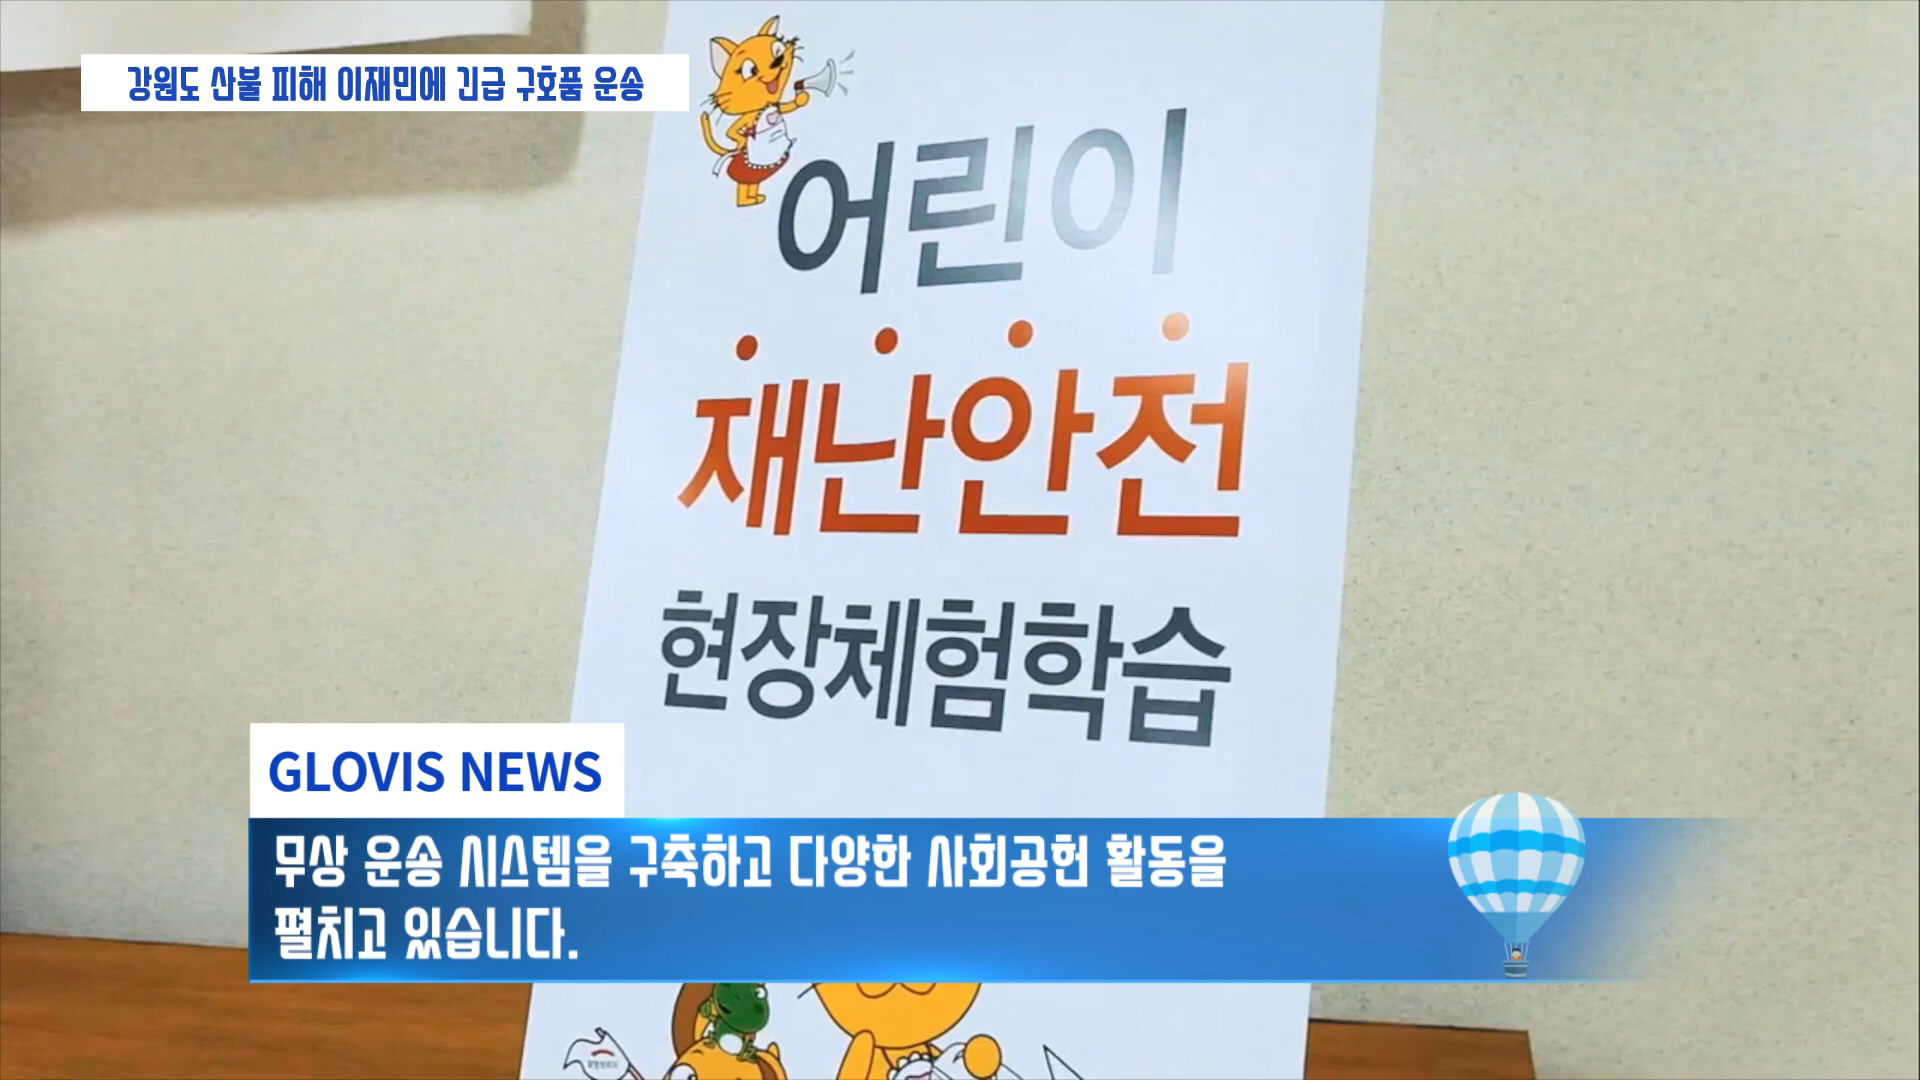 강원도 산불 피해 이재민에 긴급 구호품 운송
어린이
재난안전
현장체험학습
GLOVIS NEWS
무상 운송 시스템을 구축하고 다양한 사회공헌 활동을
펼치고 있습니다.